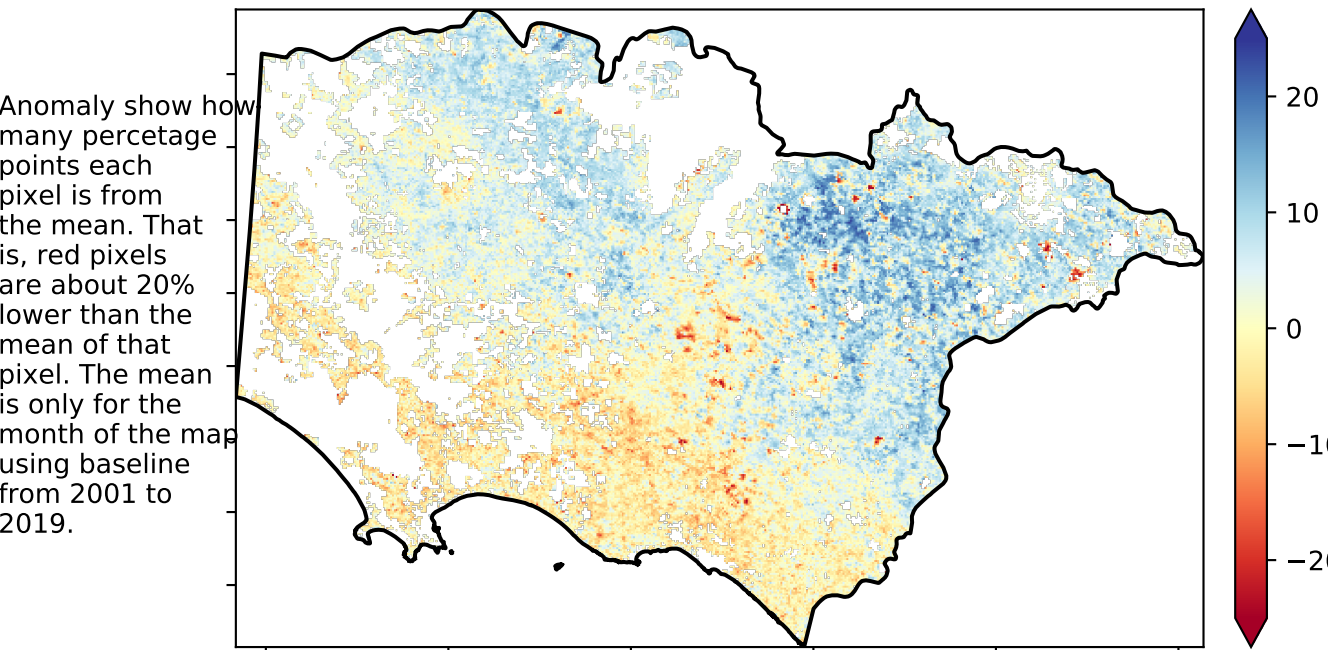 Anomaly show how
many percetage
points each
pixel is from
the mean. That
is, red pixels
are about 20%
lower than the
mean of that
pixel. The mean
is only for the
month of the map
using baseline
from 2001 to
2019.
20
10
0
−10
−20